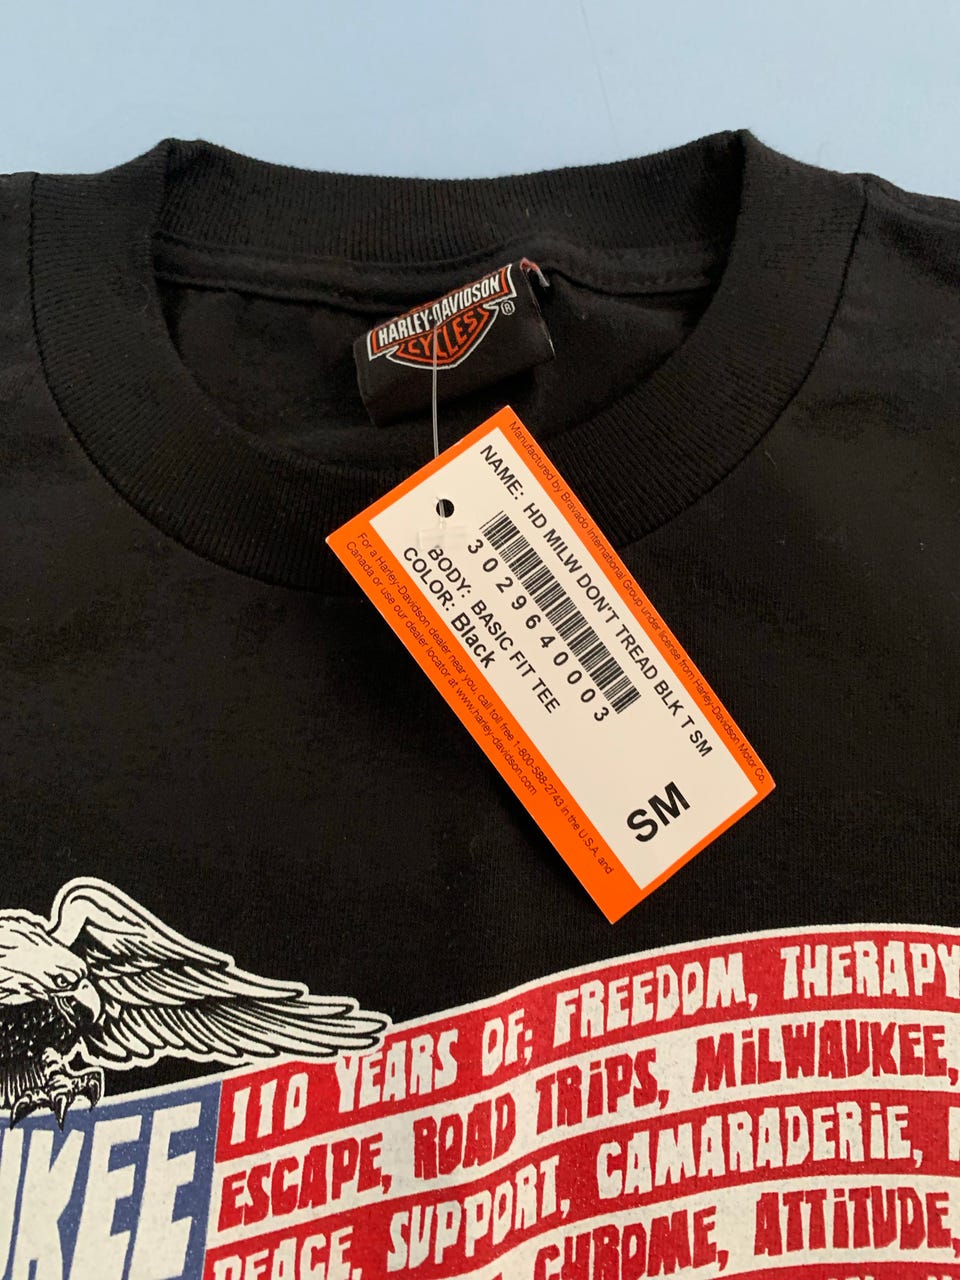 HARLEY-DAVIDSON
CYCLES
®
Manufactured by Bravado International Group under license from Harley-Davidson Motor Co.
NAME: HD MILW DON'T TREAD BLK T SM
302964 0003
BODY: BASIC FIT TEE
COLOR: Black
SM
For a Harley-Davidson dealer near you, call toll free 1-800-588-2743 in the U.S.A. and
Canada or use our dealer locator at www.harley-davidson.com
110 YEARS OF; FREEDOM, THERAPY
ESCAPE, ROAD TRiPS, MiLWAUKEE,
PEACE, SUPPORT, CAMARADERiE,
CHROME, ATTiTUDE,
UKEE